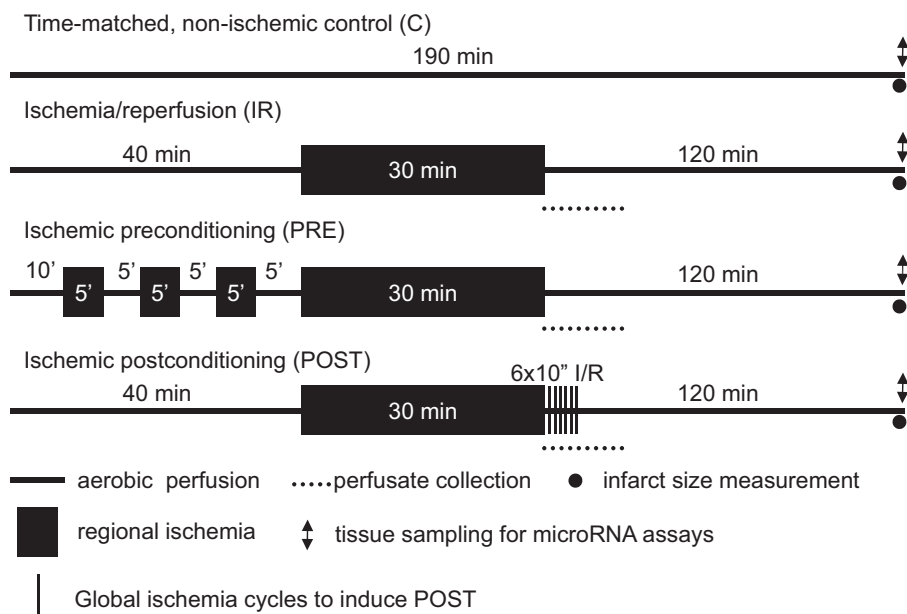 Time-matched, non-ischemic control (C)
190 min
Ischemia/reperfusion (IR)
40 min 30 min 120 min
Ischemic preconditioning (PRE)
10’ 5’ 5’ 5’ 5’ 5’ 5’ 30 min 120 min
Ischemic postconditioning (POST)
6x10” I/R
40 min 30 min 120 min
aerobic perfusion perfusate collection infarct size measurement
regional ischemia tissue sampling for microRNA assays
Global ischemia cycles to induce POST